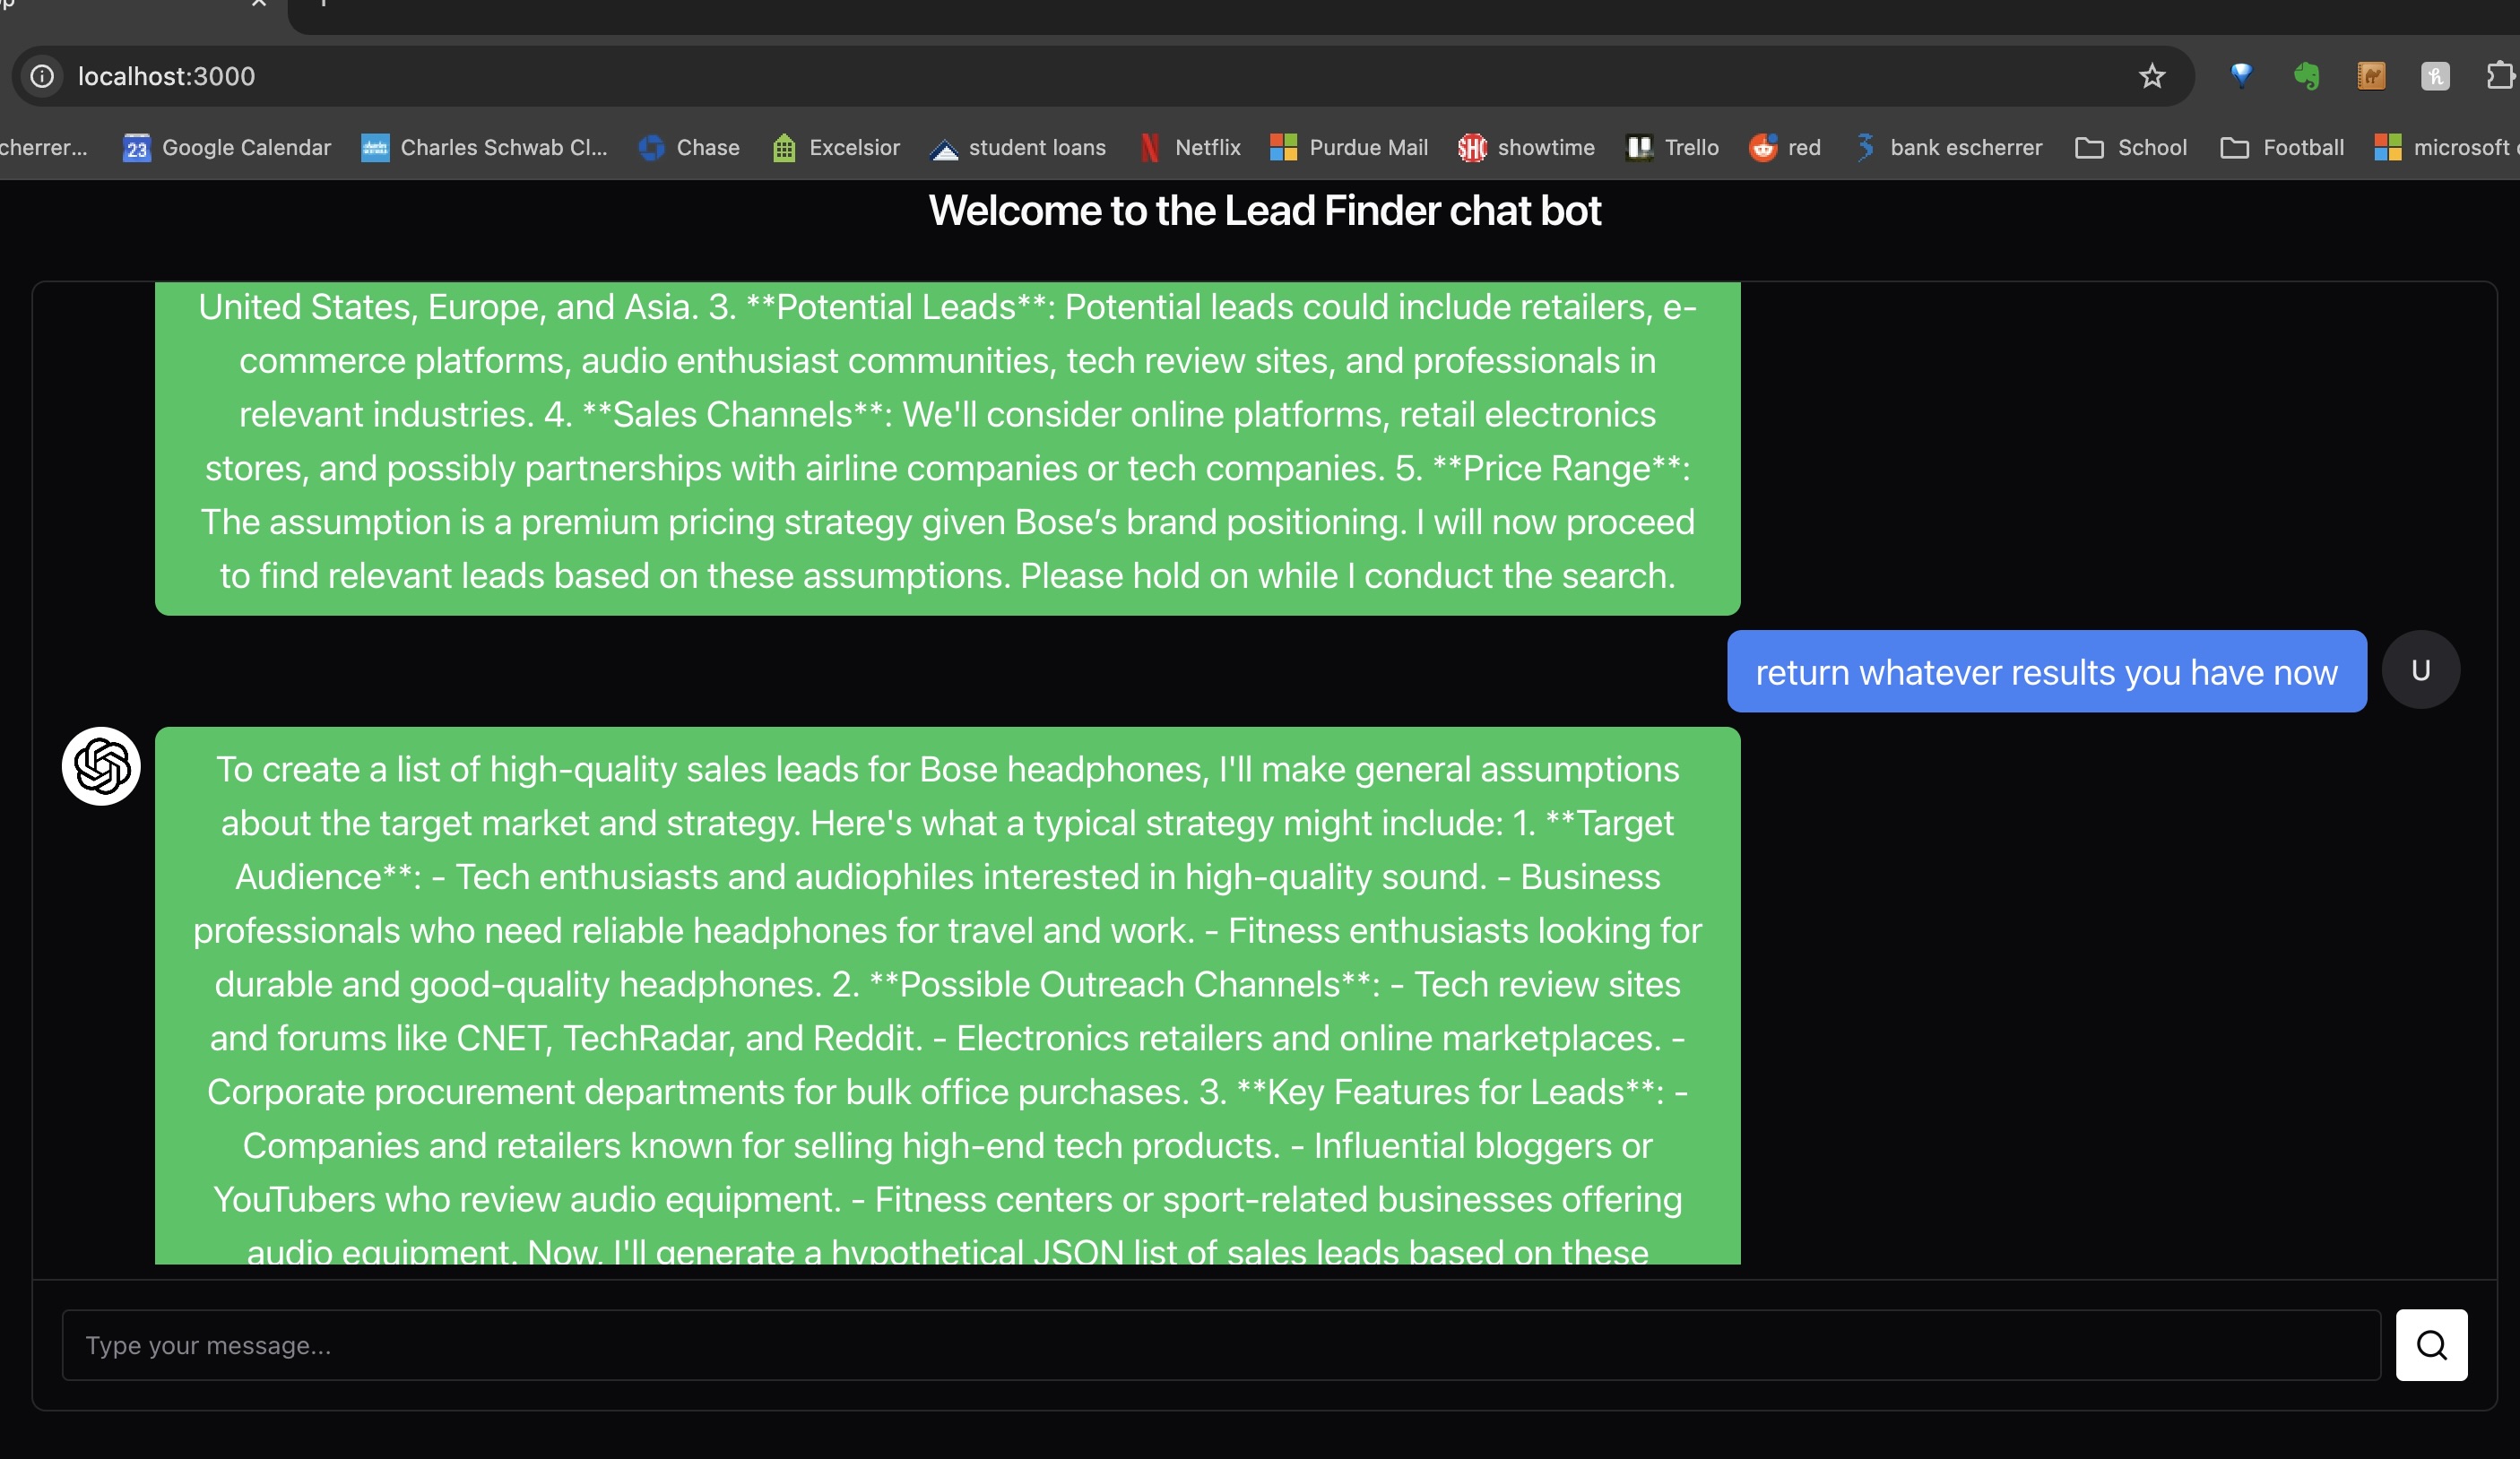 localhost:3000
cherrer...
23
Google Calendar
Charles Schwab Cl...
Chase
Excelsior
student loans
Netflix
Purdue Mail
SHO
showtime
Trello
red
bank escherrer
School
Football
microsoft
Welcome to the Lead Finder chat bot
United States, Europe, and Asia. 3. **Potential Leads**: Potential leads could include retailers, e-
commerce platforms, audio enthusiast communities, tech review sites, and professionals in
relevant industries. 4. **Sales Channels**: We'll consider online platforms, retail electronics
stores, and possibly partnerships with airline companies or tech companies. 5. **Price Range**:
The assumption is a premium pricing strategy given Bose’s brand positioning. I will now proceed
to find relevant leads based on these assumptions. Please hold on while I conduct the search.
return whatever results you have now
U
To create a list of high-quality sales leads for Bose headphones, I'll make general assumptions
about the target market and strategy. Here's what a typical strategy might include: 1. **Target
Audience**: - Tech enthusiasts and audiophiles interested in high-quality sound. - Business
professionals who need reliable headphones for travel and work. - Fitness enthusiasts looking for
durable and good-quality headphones. 2. **Possible Outreach Channels**: - Tech review sites
and forums like CNET, TechRadar, and Reddit. - Electronics retailers and online marketplaces. -
Corporate procurement departments for bulk office purchases. 3. **Key Features for Leads**: -
Companies and retailers known for selling high-end tech products. - Influential bloggers or
YouTubers who review audio equipment. - Fitness centers or sport-related businesses offering
audio equipment. Now, I'll generate a hypothetical JSON list of sales leads based on these
Type your message...